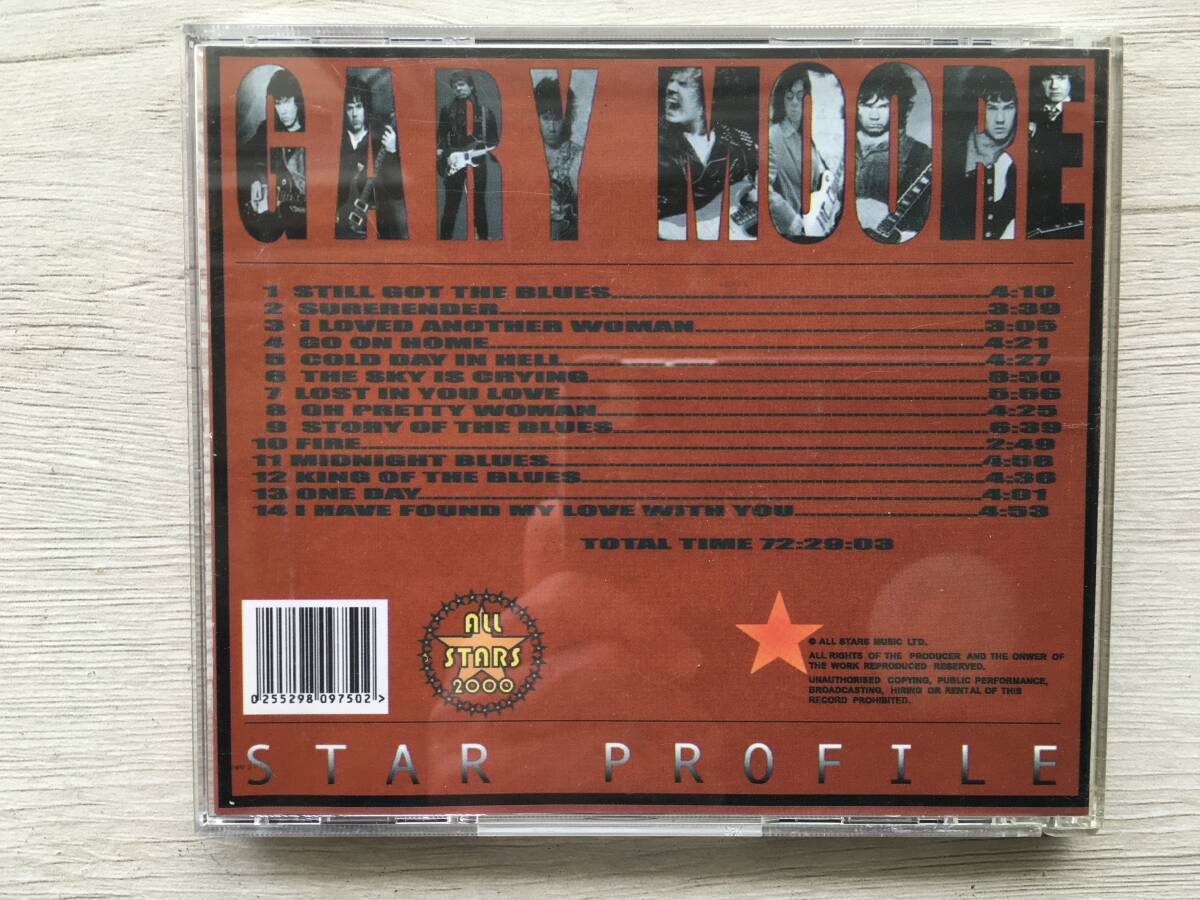 GARY MOORE
1 STILL GOT THE BLUES 4:10
2 SURERENDER 3:39
3 I LOVED ANOTHER WOMAN 3:05
4 GO ON HOME 4:21
5 COLD DAY IN HELL 4:27
6 THE SKY IS CRYING 8:50
7 LOST IN YOU LOVE 5:56
8 OH PRETTY WOMAN 4:25
9 STORY OF THE BLUES 6:39
10 FIRE 2:49
11 MIDNIGHT BLUES 4:56
12 KING OF THE BLUES 4:36
13 ONE DAY 4:01
14 I HAVE FOUND MY LOVE WITH YOU 4:53
TOTAL TIME 72:29:03
ALL
STARS
2000
© ALL STARS MUSIC LTD.
ALL RIGHTS OF THE PRODUCER AND THE ONWER OF
THE WORK REPRODUCED RESERVED.
UNAUTHORISED COPYING, PUBLIC PERFORMANCE,
BROADCASTING, HIRING OR RENTAL OF THIS
RECORD PROHIBITED.
0 255298 097502 >
STAR PROFILE